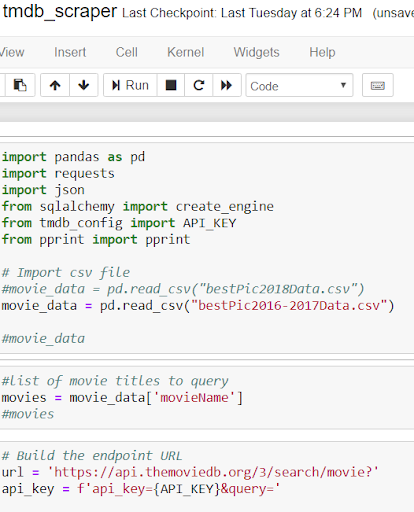 tmdb_scraper Last Checkpoint: Last Tuesday at 6:24 PM (unsave
View Insert Cell Kernel Widgets Help
Run Code
import pandas as pd
import requests
import json
from sqlalchemy import create_engine
from tmdb_config import API_KEY
from pprint import pprint
# Import csv file
#movie_data = pd.read_csv("bestPic2018Data.csv")
movie_data = pd.read_csv("bestPic2016-2017Data.csv")
#movie_data
#list of movie titles to query
movies = movie_data['movieName']
#movies
# Build the endpoint URL
url = 'https://api.themoviedb.org/3/search/movie?'
api_key = f'api_key={API_KEY}&query='